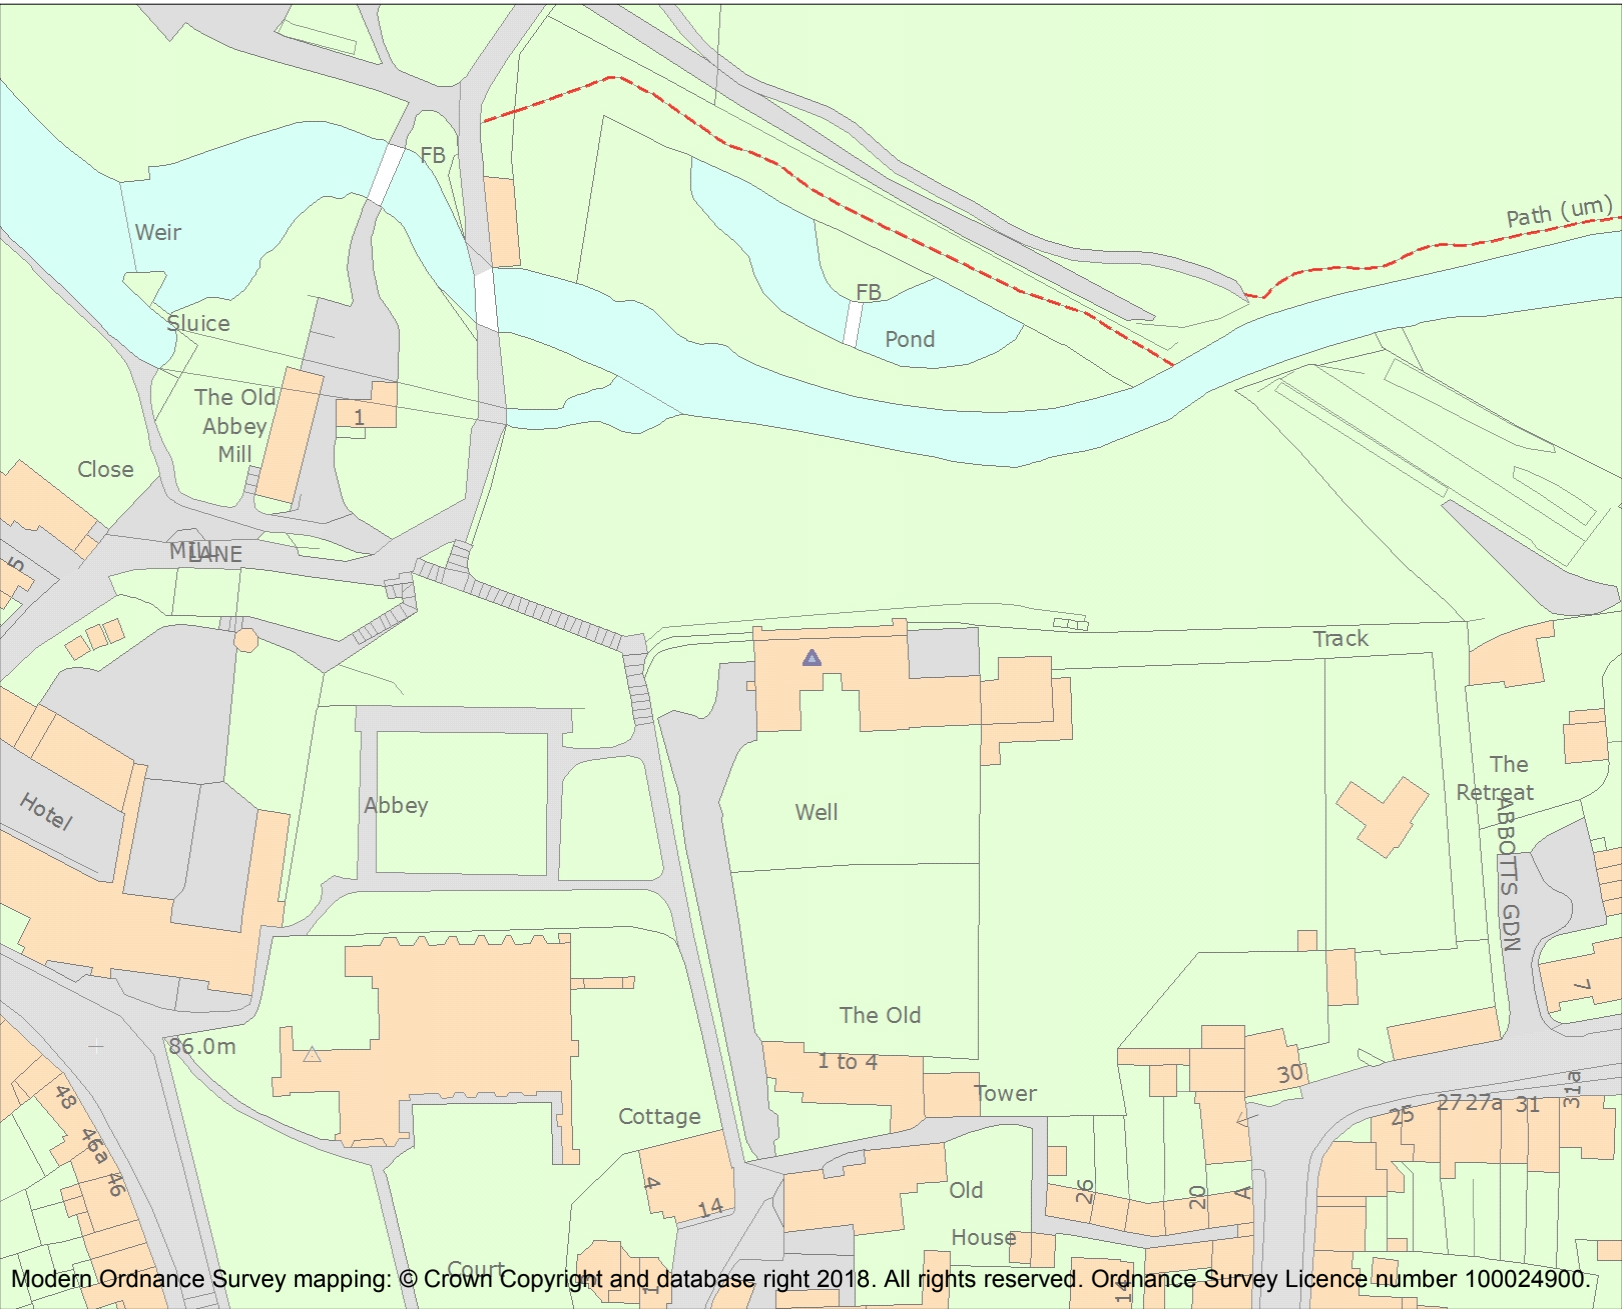 FB
Path (um)
Weir
FB
Sluice
Pond
The Old
Abbey
Mill
1
Close
5
MILL
LANE
Track
The
Retreat
Hotel
Abbey
Well
ABBOTTS GDN
7
The Old
86.0m
1 to 4
30
Tower
48
Cottage
25
27
27a
31
31a
46a
46
4
14
26
20
A
Old
House
Court
1
14
Modern Ordnance Survey mapping: © Crown Copyright and database right 2018. All rights reserved. Ordnance Survey Licence number 100024900.